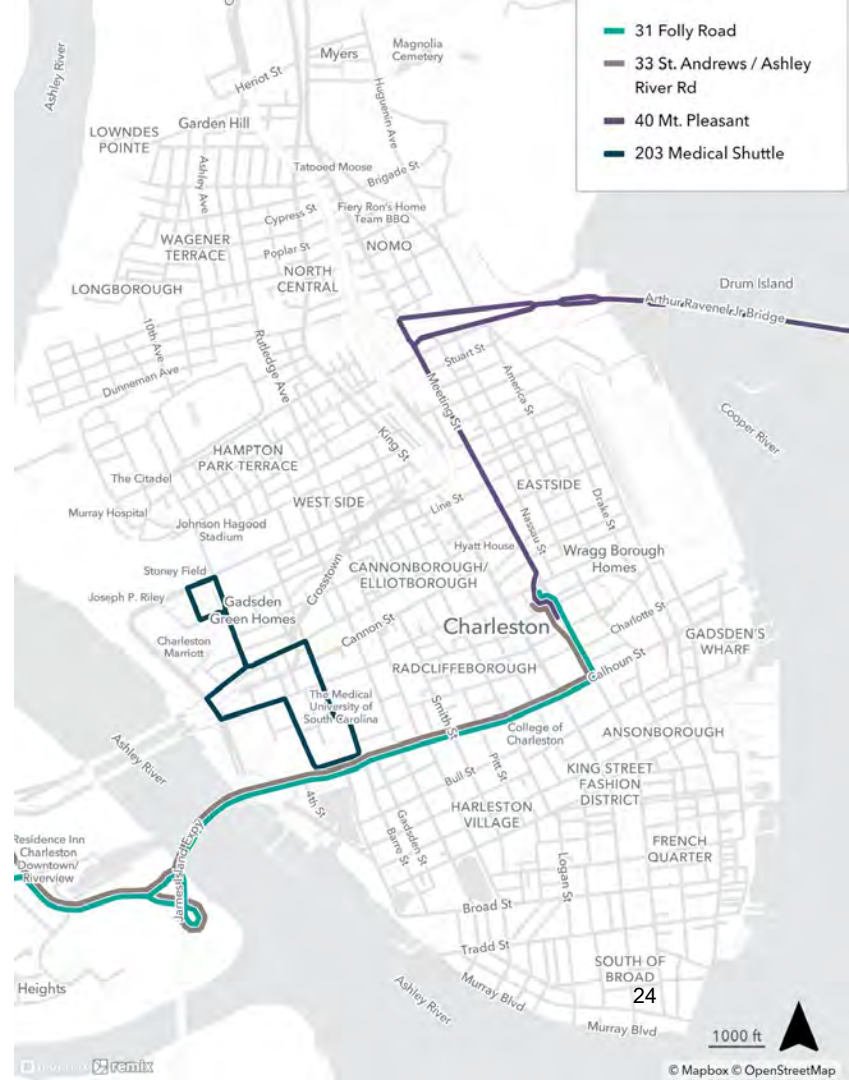 31 Folly Road
33 St. Andrews / Ashley
River Rd
40 Mt. Pleasant
203 Medical Shuttle
Ashley River
Myers
Magnolia
Cemetery
Heriot St
Huguenin Ave
LOWNDES
POINTE
Garden Hill
Ashley Ave
Tattooed Moose
Brigade St
Cypress St
Fiery Ron's Home
Team BBQ
WAGENER
TERRACE
Poplar St
NOMO
NORTH
CENTRAL
LONGBOROUGH
Drum Island
Arthur Ravenel Jr Bridge
10th Ave
Rutledge Ave
Dunneman Ave
Stuart St
America St
Meeting St
Cooper River
King St
HAMPTON
PARK TERRACE
The Citadel
EASTSIDE
Murray Hospital
WEST SIDE
Line St
Drake St
Johnson Hagood
Stadium
Nassau St
Hyatt House
Wragg Borough
Homes
Stoney Field
Crosstown
CANNONBOROUGH/
ELLIOTBOROUGH
Joseph P. Riley
Gadsden
Green Homes
Charleston
Marriott
Cannon St
Charleston
Charlotte St
GADSDEN'S
WHARF
RADCLIFFEBOROUGH
Calhoun St
The Medical
University of
South Carolina
Smith St
College of
Charleston
ANSONBOROUGH
Ashley River
Pitt St
Bull St
KING STREET
FASHION
DISTRICT
4th St
HARLESTON
VILLAGE
Gadsden St
Barre St
James Island Expy
Residence Inn
Charleston
Downtown/
Riverview
FRENCH
QUARTER
Logan St
Broad St
Tradd St
SOUTH OF
BROAD
24
Heights
Ashley River
Murray Blvd
Murray Blvd
1000 ft
mapbox remix
© Mapbox © OpenStreetMap